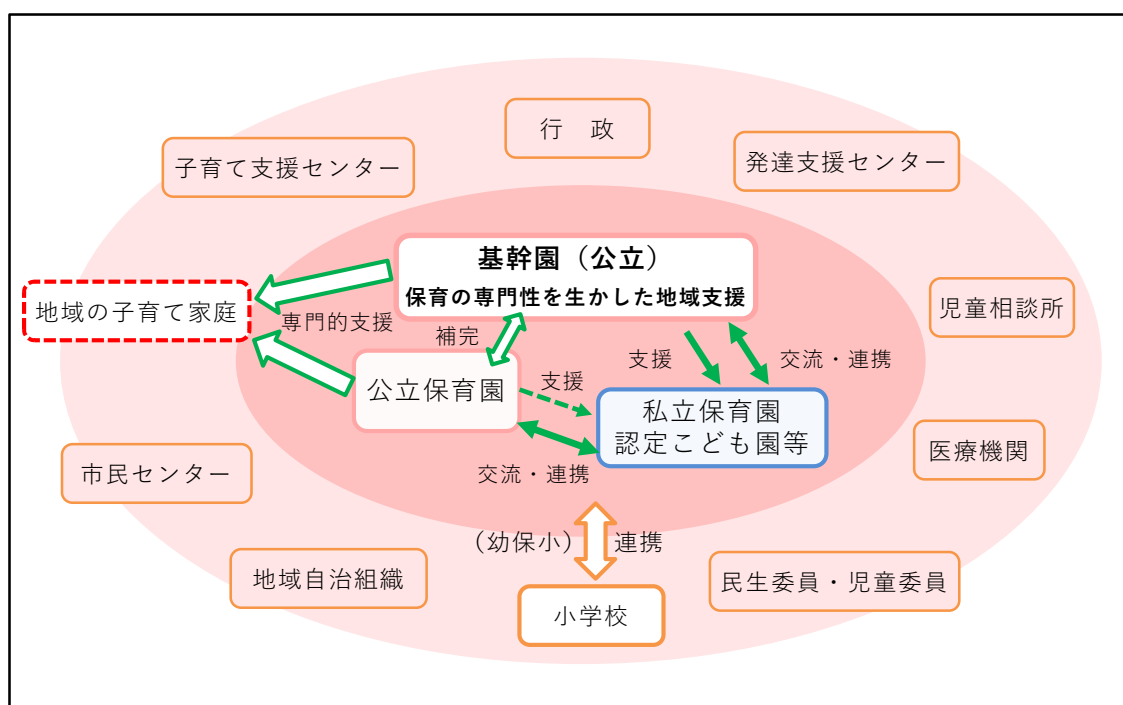 行　政
子育て支援センター
発達支援センター
基幹園（公立）
保育の専門性を生かした地域支援
地域の子育て家庭
専門的支援
補完
児童相談所
支援
交流・連携
公立保育園
支援
私立保育園
認定こども園等
医療機関
市民センター
交流・連携
（幼保小）
連携
地域自治組織
民生委員・児童委員
小学校